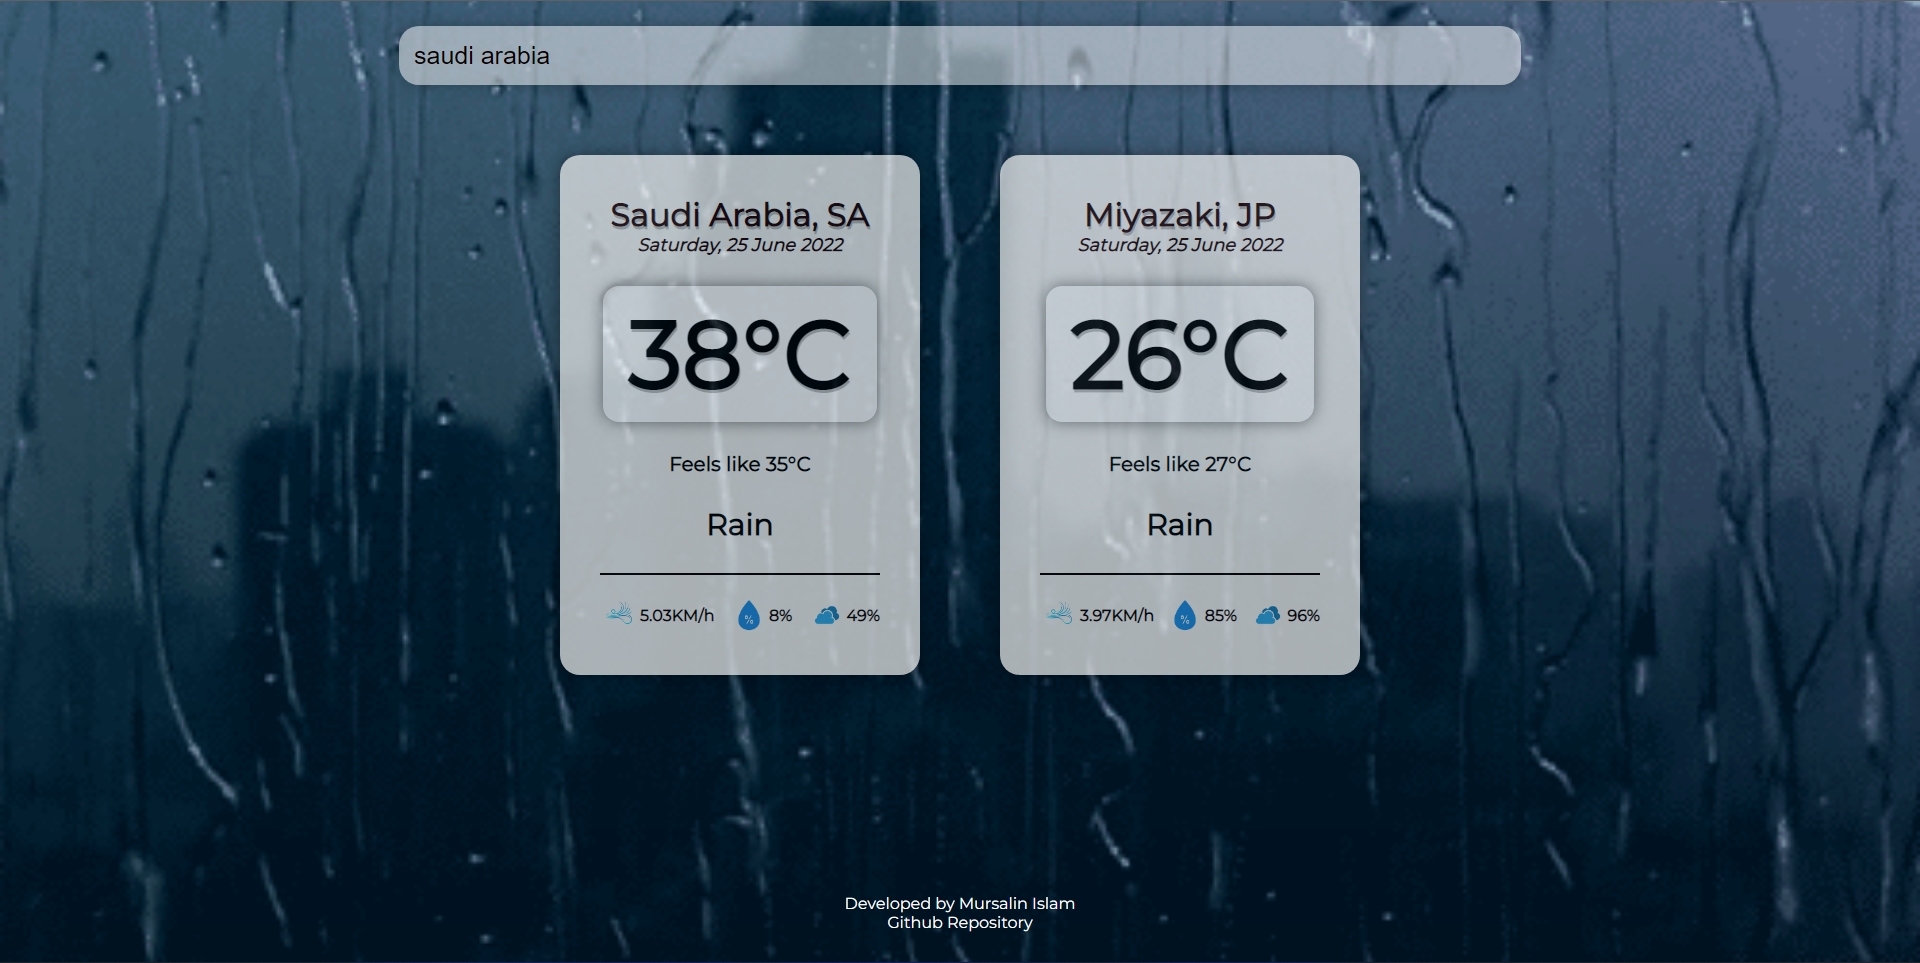 saudi arabia
Saudi Arabia, SA
Saturday, 25 June 2022
38°C
Feels like 35°C
Rain
5.03KM/h % 8% 49%
Miyazaki, JP
Saturday, 25 June 2022
26°C
Feels like 27°C
Rain
3.97KM/h % 85% 96%
Developed by Mursalin Islam
Github Repository